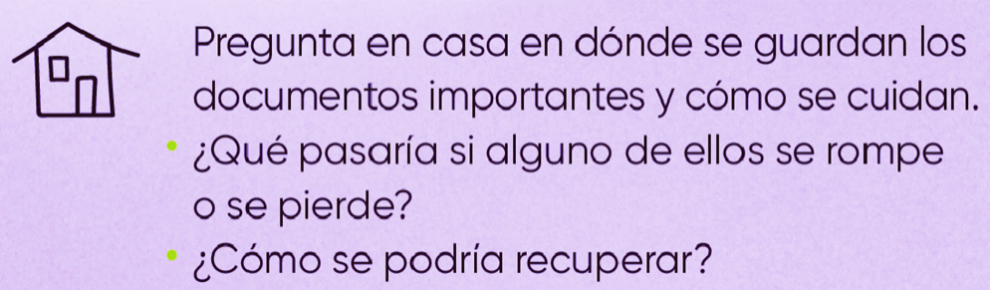 Pregunta en casa en dónde se guardan los
documentos importantes y cómo se cuidan.
• ¿Qué pasaría si alguno de ellos se rompe
o se pierde?
• ¿Cómo se podría recuperar?